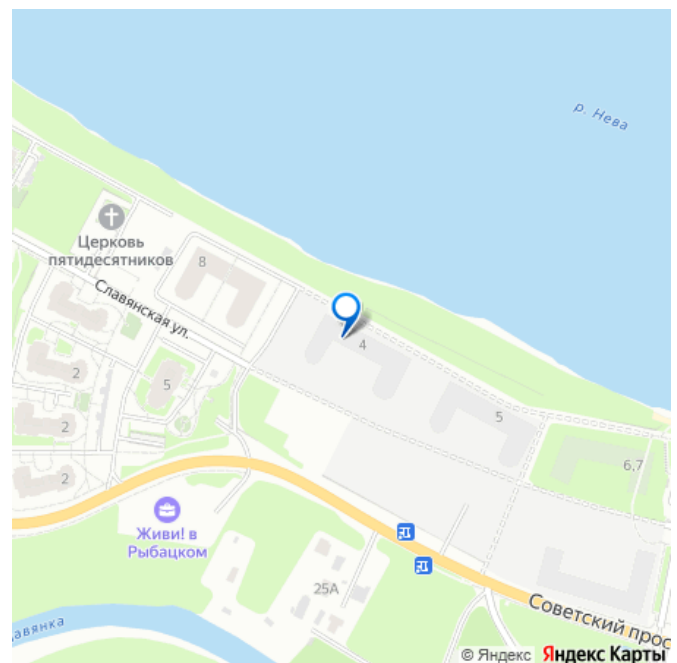 р. Нева
Церковь
пятидесятников
8
Славянская ул.
4
2
5
5
2
6,7
2
Живи! в
Рыбацком
25А
Советский прос
авянка
© Яндекс Яндекс Карты